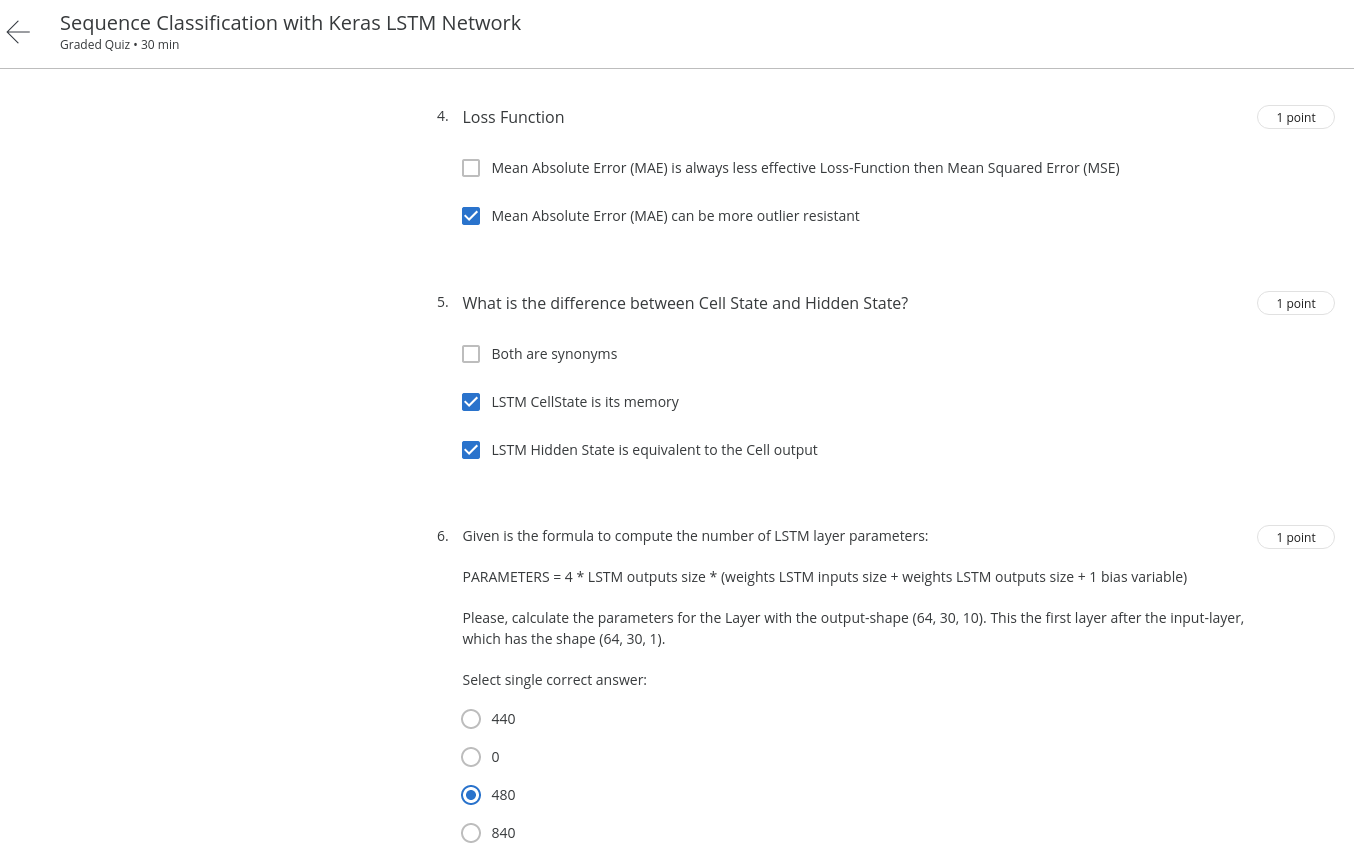 Sequence Classification with Keras LSTM Network
Graded Quiz • 30 min
4. Loss Function
1 point
Mean Absolute Error (MAE) is always less effective Loss-Function then Mean Squared Error (MSE)
Mean Absolute Error (MAE) can be more outlier resistant
5. What is the difference between Cell State and Hidden State?
1 point
Both are synonyms
LSTM CellState is its memory
LSTM Hidden State is equivalent to the Cell output
6. Given is the formula to compute the number of LSTM layer parameters:
1 point
PARAMETERS = 4 * LSTM outputs size * (weights LSTM inputs size + weights LSTM outputs size + 1 bias variable)
Please, calculate the parameters for the Layer with the output-shape (64, 30, 10). This the first layer after the input-layer,
which has the shape (64, 30, 1).
Select single correct answer:
440
0
480
840